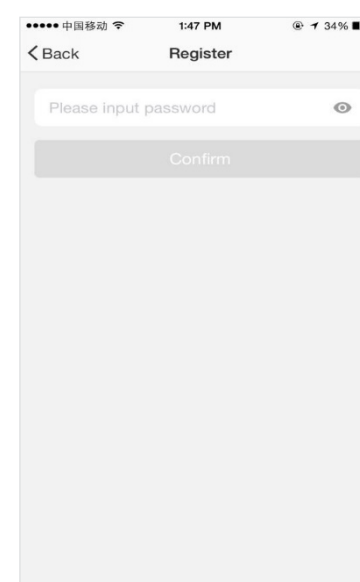 中国移动 1:47 PM 34%
Back Register
Please input password
Confirm